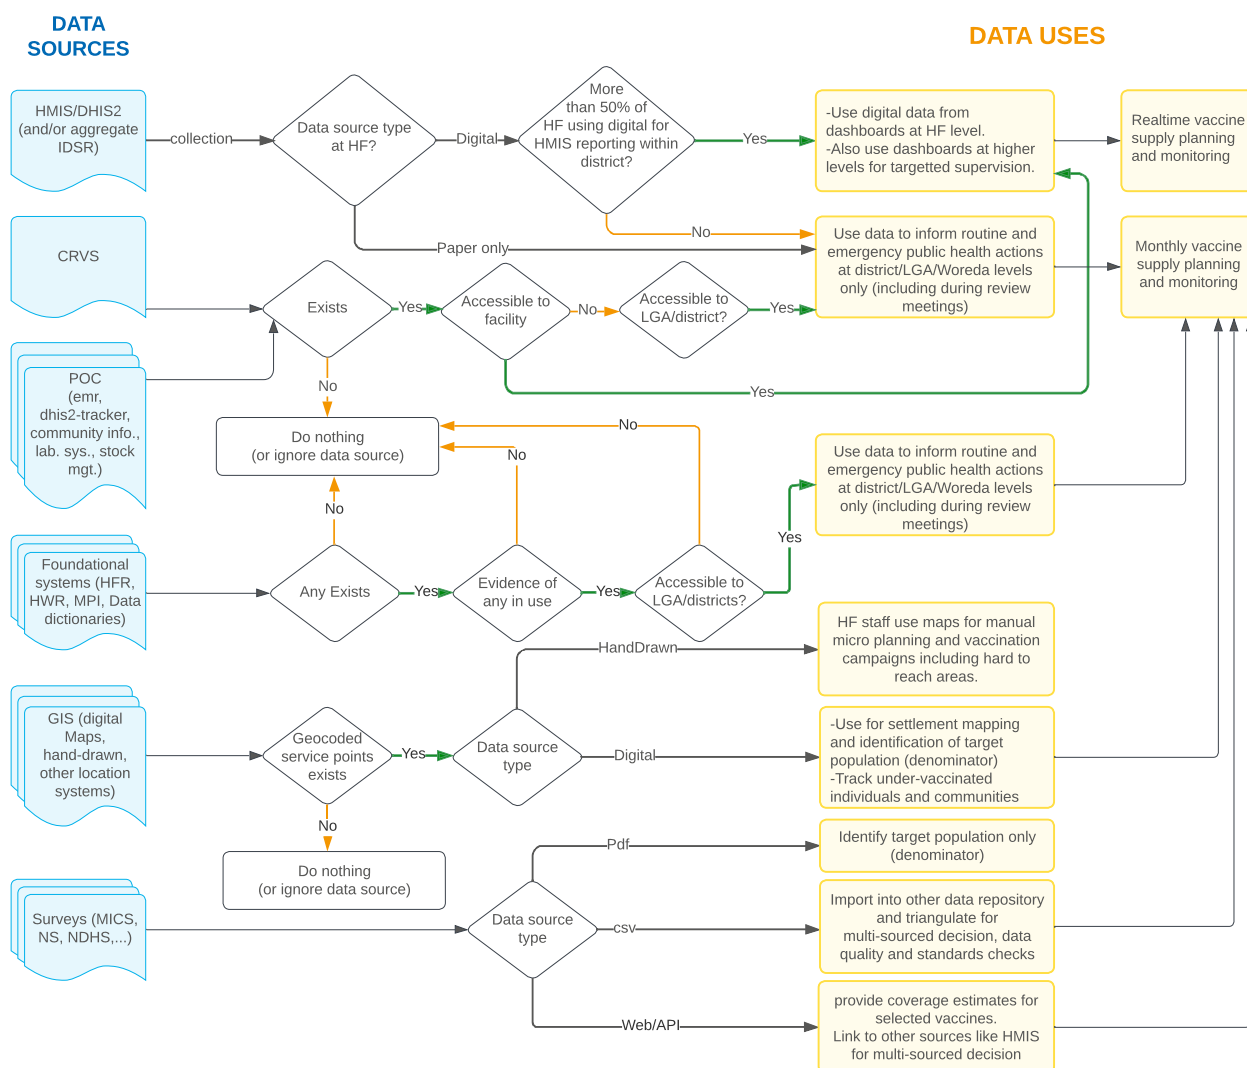 DATA
SOURCES
DATA USES
HMIS/DHIS2
(and/or aggregate
IDSR)
collection
Data source type
at HF?
Digital
More
than 50% of
HF using digital for
HMIS reporting within
district?
Yes
-Use digital data from
dashboards at HF level.
-Also use dashboards at higher
levels for targetted supervision.
Realtime vaccine
supply planning
and monitoring
No
Paper only
CRVS
Exists
Yes
Accessible to
facility
No
Accessible to
LGA/district?
Yes
Use data to inform routine and
emergency public health actions
at district/LGA/Woreda levels
only (including during review
meetings)
Monthly vaccine
supply planning
and monitoring
No
Yes
POC
(emr,
dhis2-tracker,
community info.,
lab. sys., stock
mgt.)
Do nothing
(or ignore data source)
No
No
No
Foundational
systems (HFR,
HWR, MPI, Data
dictionaries)
Any Exists
Yes
Evidence of
any in use
Yes
Accessible to
LGA/districts?
Yes
Use data to inform routine and
emergency public health actions
at district/LGA/Woreda levels
only (including during review
meetings)
HandDrawn
HF staff use maps for manual
micro planning and vaccination
campaigns including hard to
reach areas.
GIS (digital
Maps,
hand-drawn,
other location
systems)
Geocoded
service points
exists
Yes
Data source
type
Digital
-Use for settlement mapping
and identification of target
population (denominator)
-Track under-vaccinated
individuals and communities
No
Do nothing
(or ignore data source)
Pdf
Identify target population only
(denominator)
Surveys (MICS,
NS, NDHS,...)
Data source
type
csv
Import into other data repository
and triangulate for
multi-sourced decision, data
quality and standards checks
Web/API
provide coverage estimates for
selected vaccines.
Link to other sources like HMIS
for multi-sourced decision